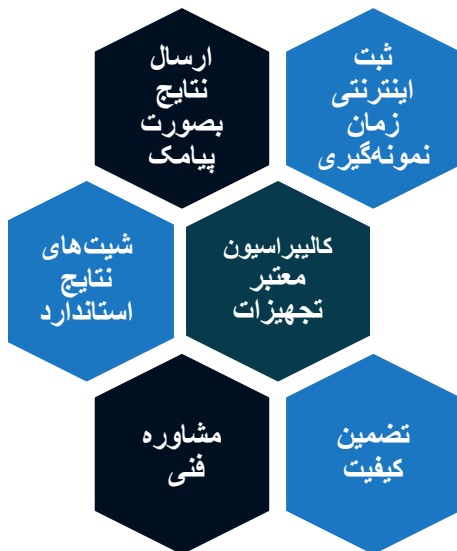 ثبت
اینترنتی
زمان
نمونه‌گیری
ارسال
نتایج
بصورت
پیامک
کالیبراسیون
معتبر
تجهیزات
شیت‌های
نتایج
استاندارد
تضمین
کیفیت
مشاوره
فنی